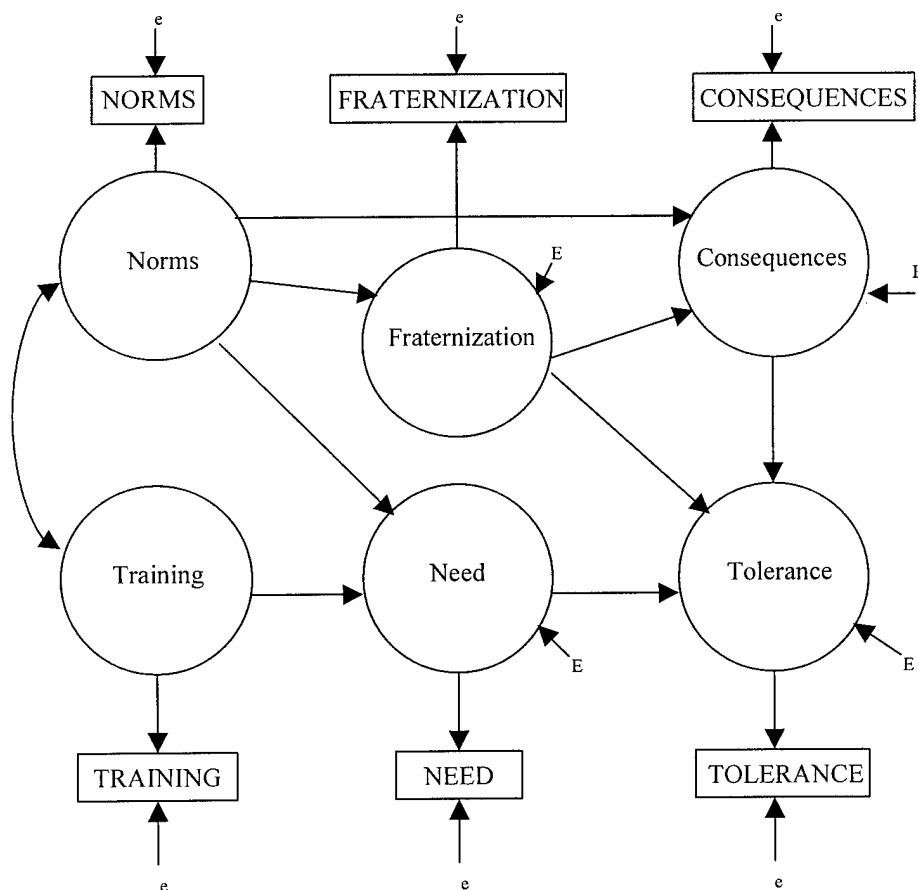 e
e
e
NORMS
FRATERNIZATION
CONSEQUENCES
Norms
E
Consequences
E
Fraternization
Training
Need
Tolerance
E
E
TRAINING
NEED
TOLERANCE
e
e
e